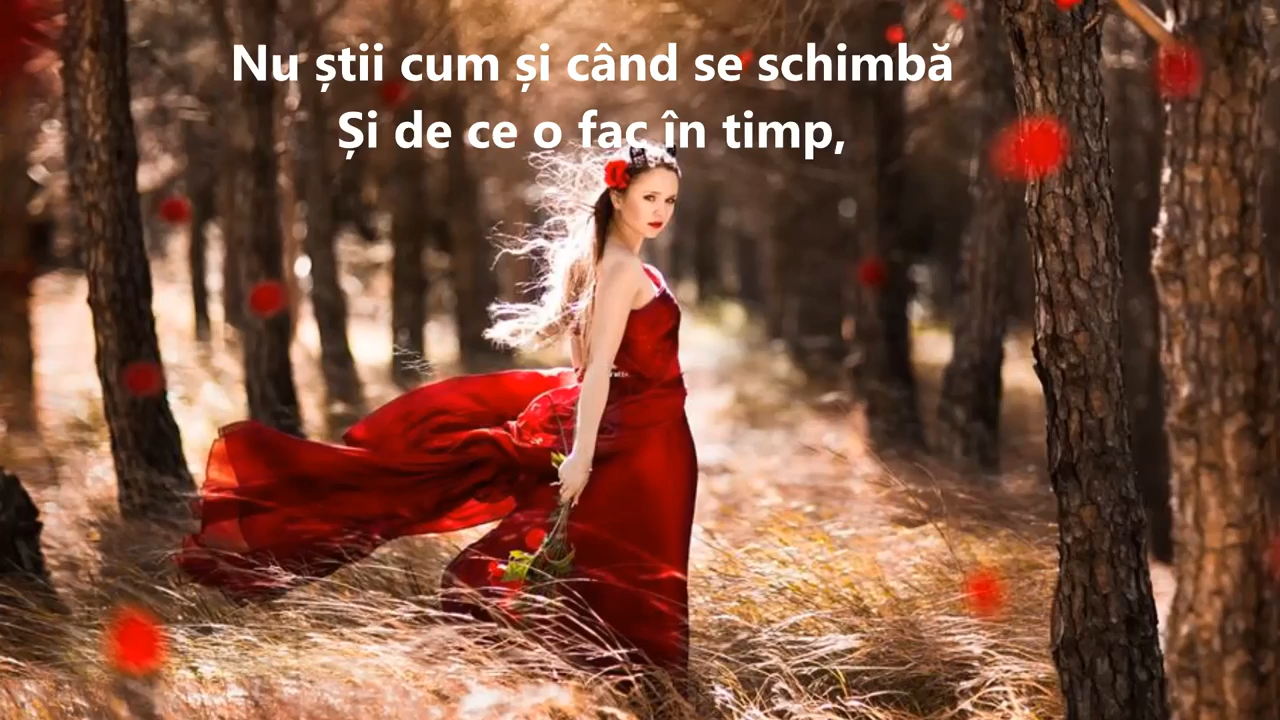 Nu știi cum și când se schimbă
Și de ce o fac în timp,